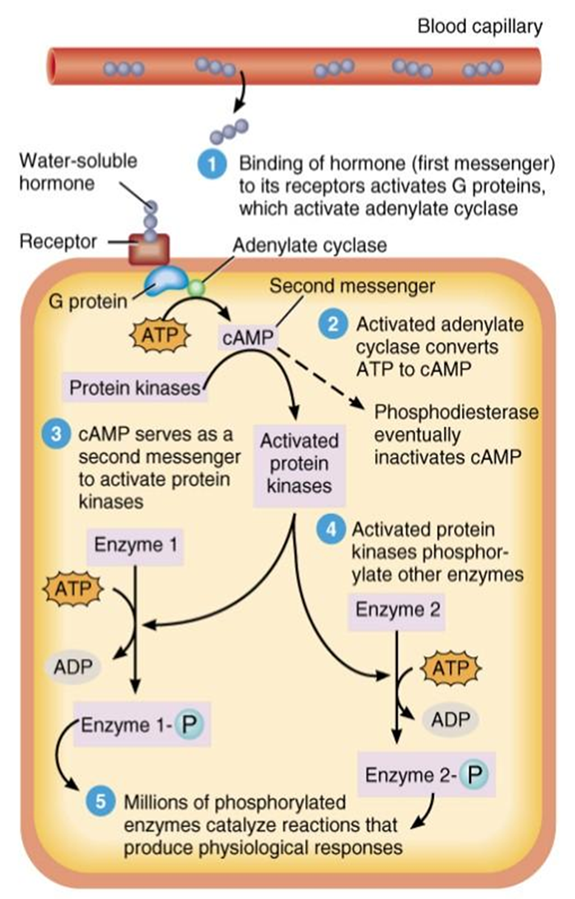 Blood capillary
Water-soluble
hormone
1 Binding of hormone (first messenger)
to its receptors activates G proteins,
which activate adenylate cyclase
Receptor
Adenylate cyclase
G protein
Second messenger
ATP
cAMP
2 Activated adenylate
cyclase converts
ATP to cAMP
Protein kinases
Phosphodiesterase
eventually
inactivates cAMP
3 cAMP serves as a
second messenger
to activate protein
kinases
Activated
protein
kinases
4 Activated protein
kinases phosphor-
ylate other enzymes
Enzyme 1
ATP
ADP
Enzyme 1- P
Enzyme 2
ATP
ADP
Enzyme 2- P
5 Millions of phosphorylated
enzymes catalyze reactions that
produce physiological responses